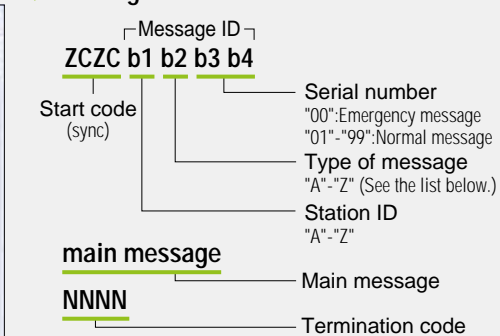 Message ID
ZCZC b1 b2 b3 b4
Start code
(sync)
Serial number
"00":Emergency message
"01"-"99":Normal message
Type of message
"A"-"Z" (See the list below.)
Station ID
"A"-"Z"
main message
Main message
NNNN
Termination code